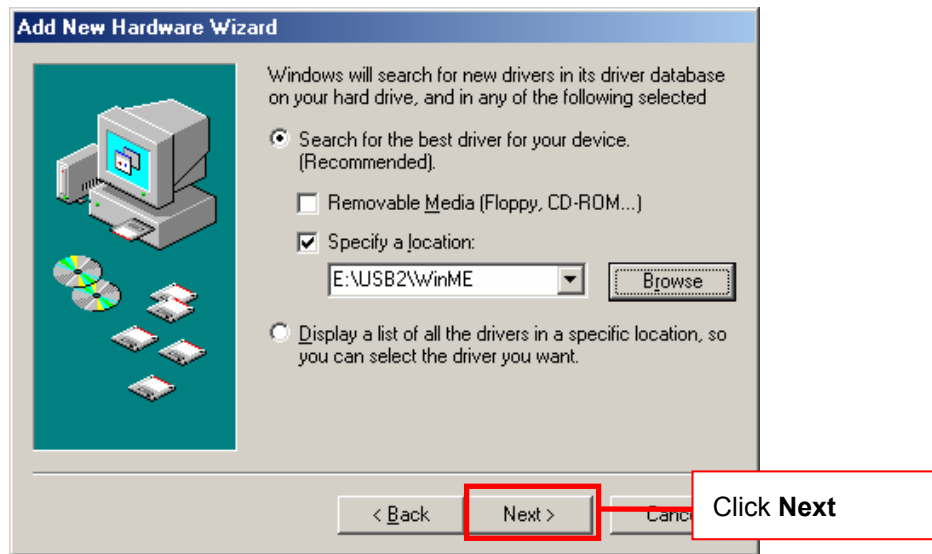 Add New Hardware Wizard
Windows will search for new drivers in its driver database
on your hard drive, and in any of the following selected
Search for the best driver for your device.
(Recommended).
Removable Media (Floppy, CD-ROM...)
Specify a location:
E:\USB2\WinME
Browse
Display a list of all the drivers in a specific location, so
you can select the driver you want.
< Back
Next >
Click Next